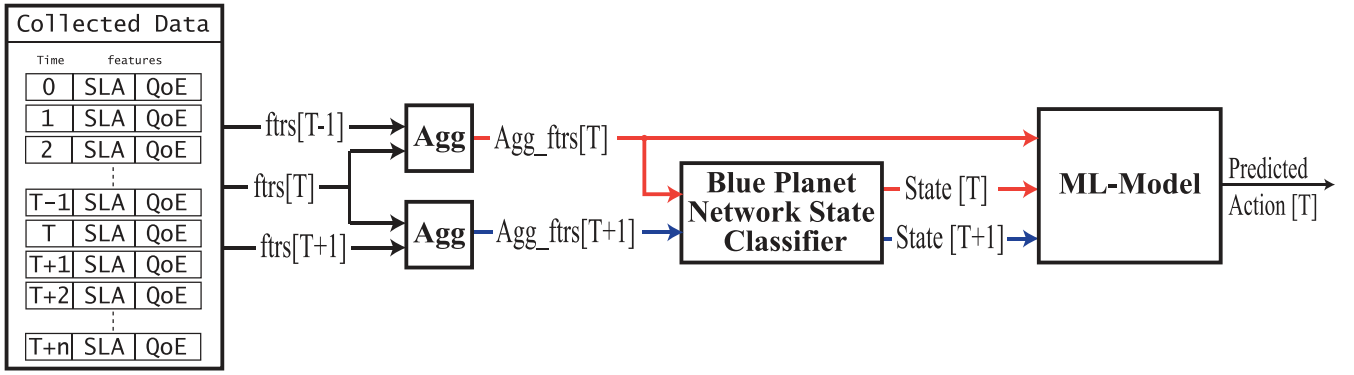 Collected Data
Time features
0 SLA QoE
1 SLA QoE
2 SLA QoE
T-1 SLA QoE
T SLA QoE
T+1 SLA QoE
T+2 SLA QoE
T+n SLA QoE
ftrs[T-1]
ftrs[T]
ftrs[T+1]
Agg
Agg
Agg_ftrs[T]
Agg_ftrs[T+1]
Blue Planet
Network State
Classifier
State [T]
State [T+1]
ML-Model
Predicted
Action [T]